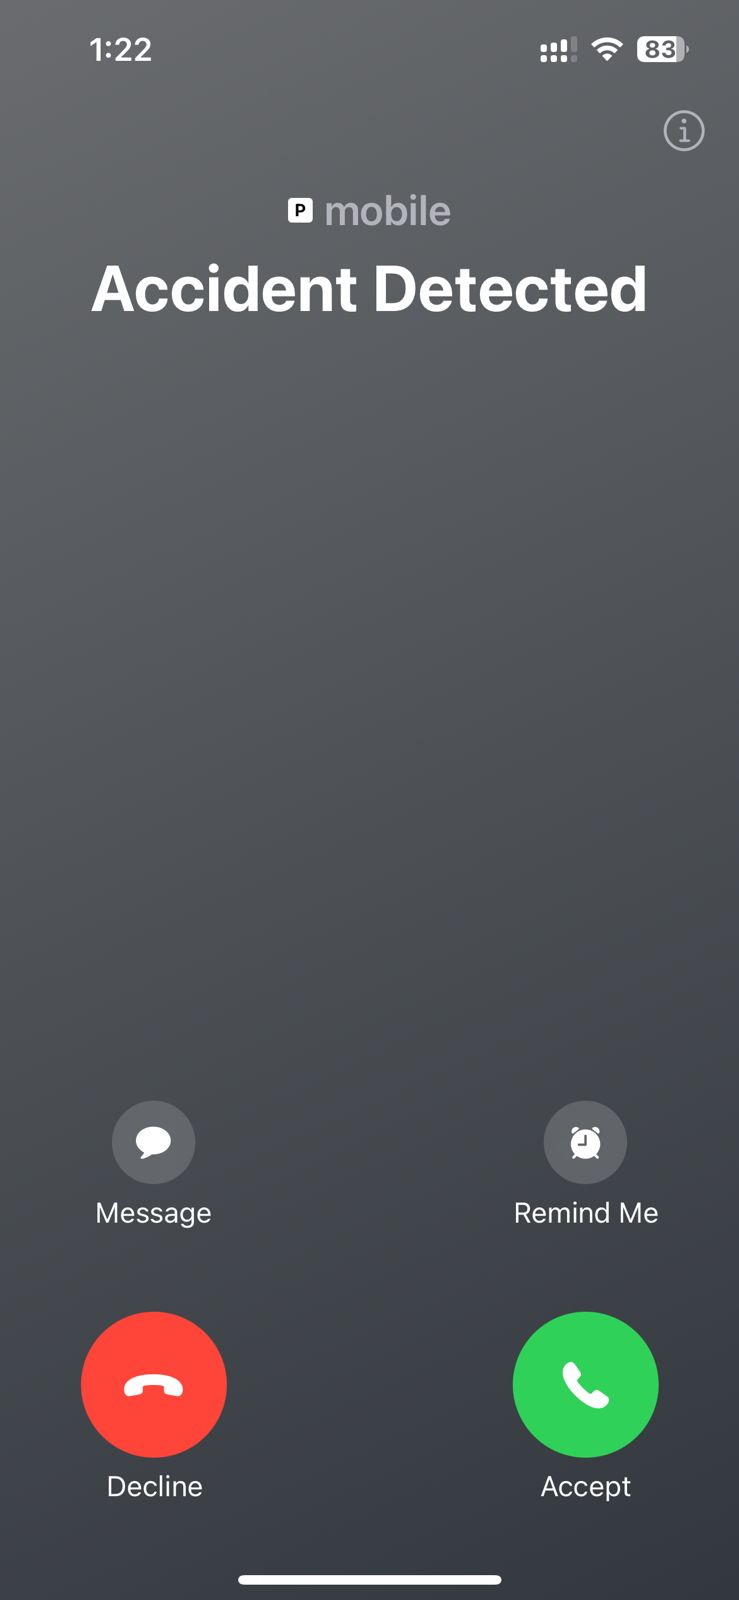 1:22
83
P mobile
Accident Detected
Message
Remind Me
Decline
Accept